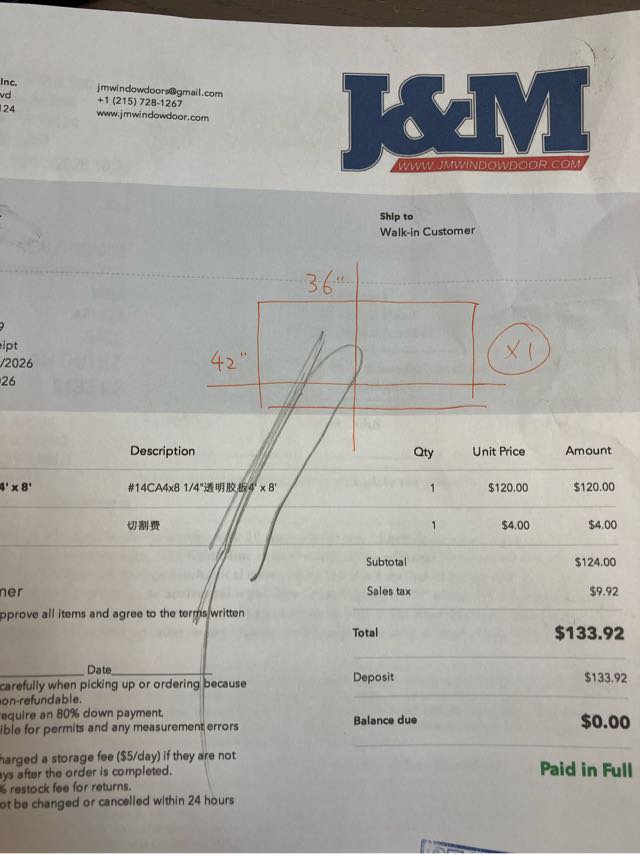 Inc.
vd
124
jmwindowdoors@gmail.com
+1 (215) 728-1267
www.jmwindowdoor.com
J&M
WWW.JMWINDOWDOOR.COM
Ship to
Walk-in Customer
36"
42"
X1
eipt
/2026
026
Description Qty Unit Price Amount
4' x 8' #14CA4x8 1/4"透明胶板4' x 8' 1 $120.00 $120.00
切割费 1 $4.00 $4.00
Subtotal $124.00
Sales tax $9.92
Total $133.92
Deposit $133.92
Balance due $0.00
Paid in Full
mer
pprove all items and agree to the terms written
Date
carefully when picking up or ordering because
non-refundable.
require an 80% down payment.
ible for permits and any measurement errors
harged a storage fee ($5/day) if they are not
ays after the order is completed.
% restock fee for returns.
ot be changed or cancelled within 24 hours